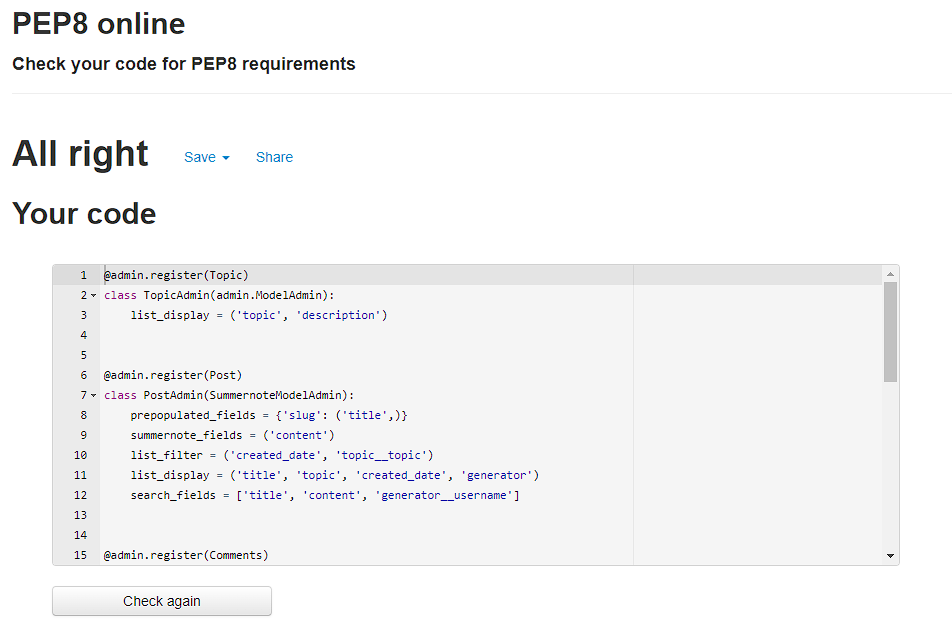 PEP8 online
Check your code for PEP8 requirements
All right Save Share
Your code
1 @admin.register(Topic)
2 class TopicAdmin(admin.ModelAdmin):
3     list_display = ('topic', 'description')
4
5
6 @admin.register(Post)
7 class PostAdmin(SummernoteModelAdmin):
8     prepopulated_fields = {'slug': ('title',)}
9     summernote_fields = ('content')
10     list_filter = ('created_date', 'topic__topic')
11     list_display = ('title', 'topic', 'created_date', 'generator')
12     search_fields = ['title', 'content', 'generator__username']
13
14
15 @admin.register(Comments)
Check again